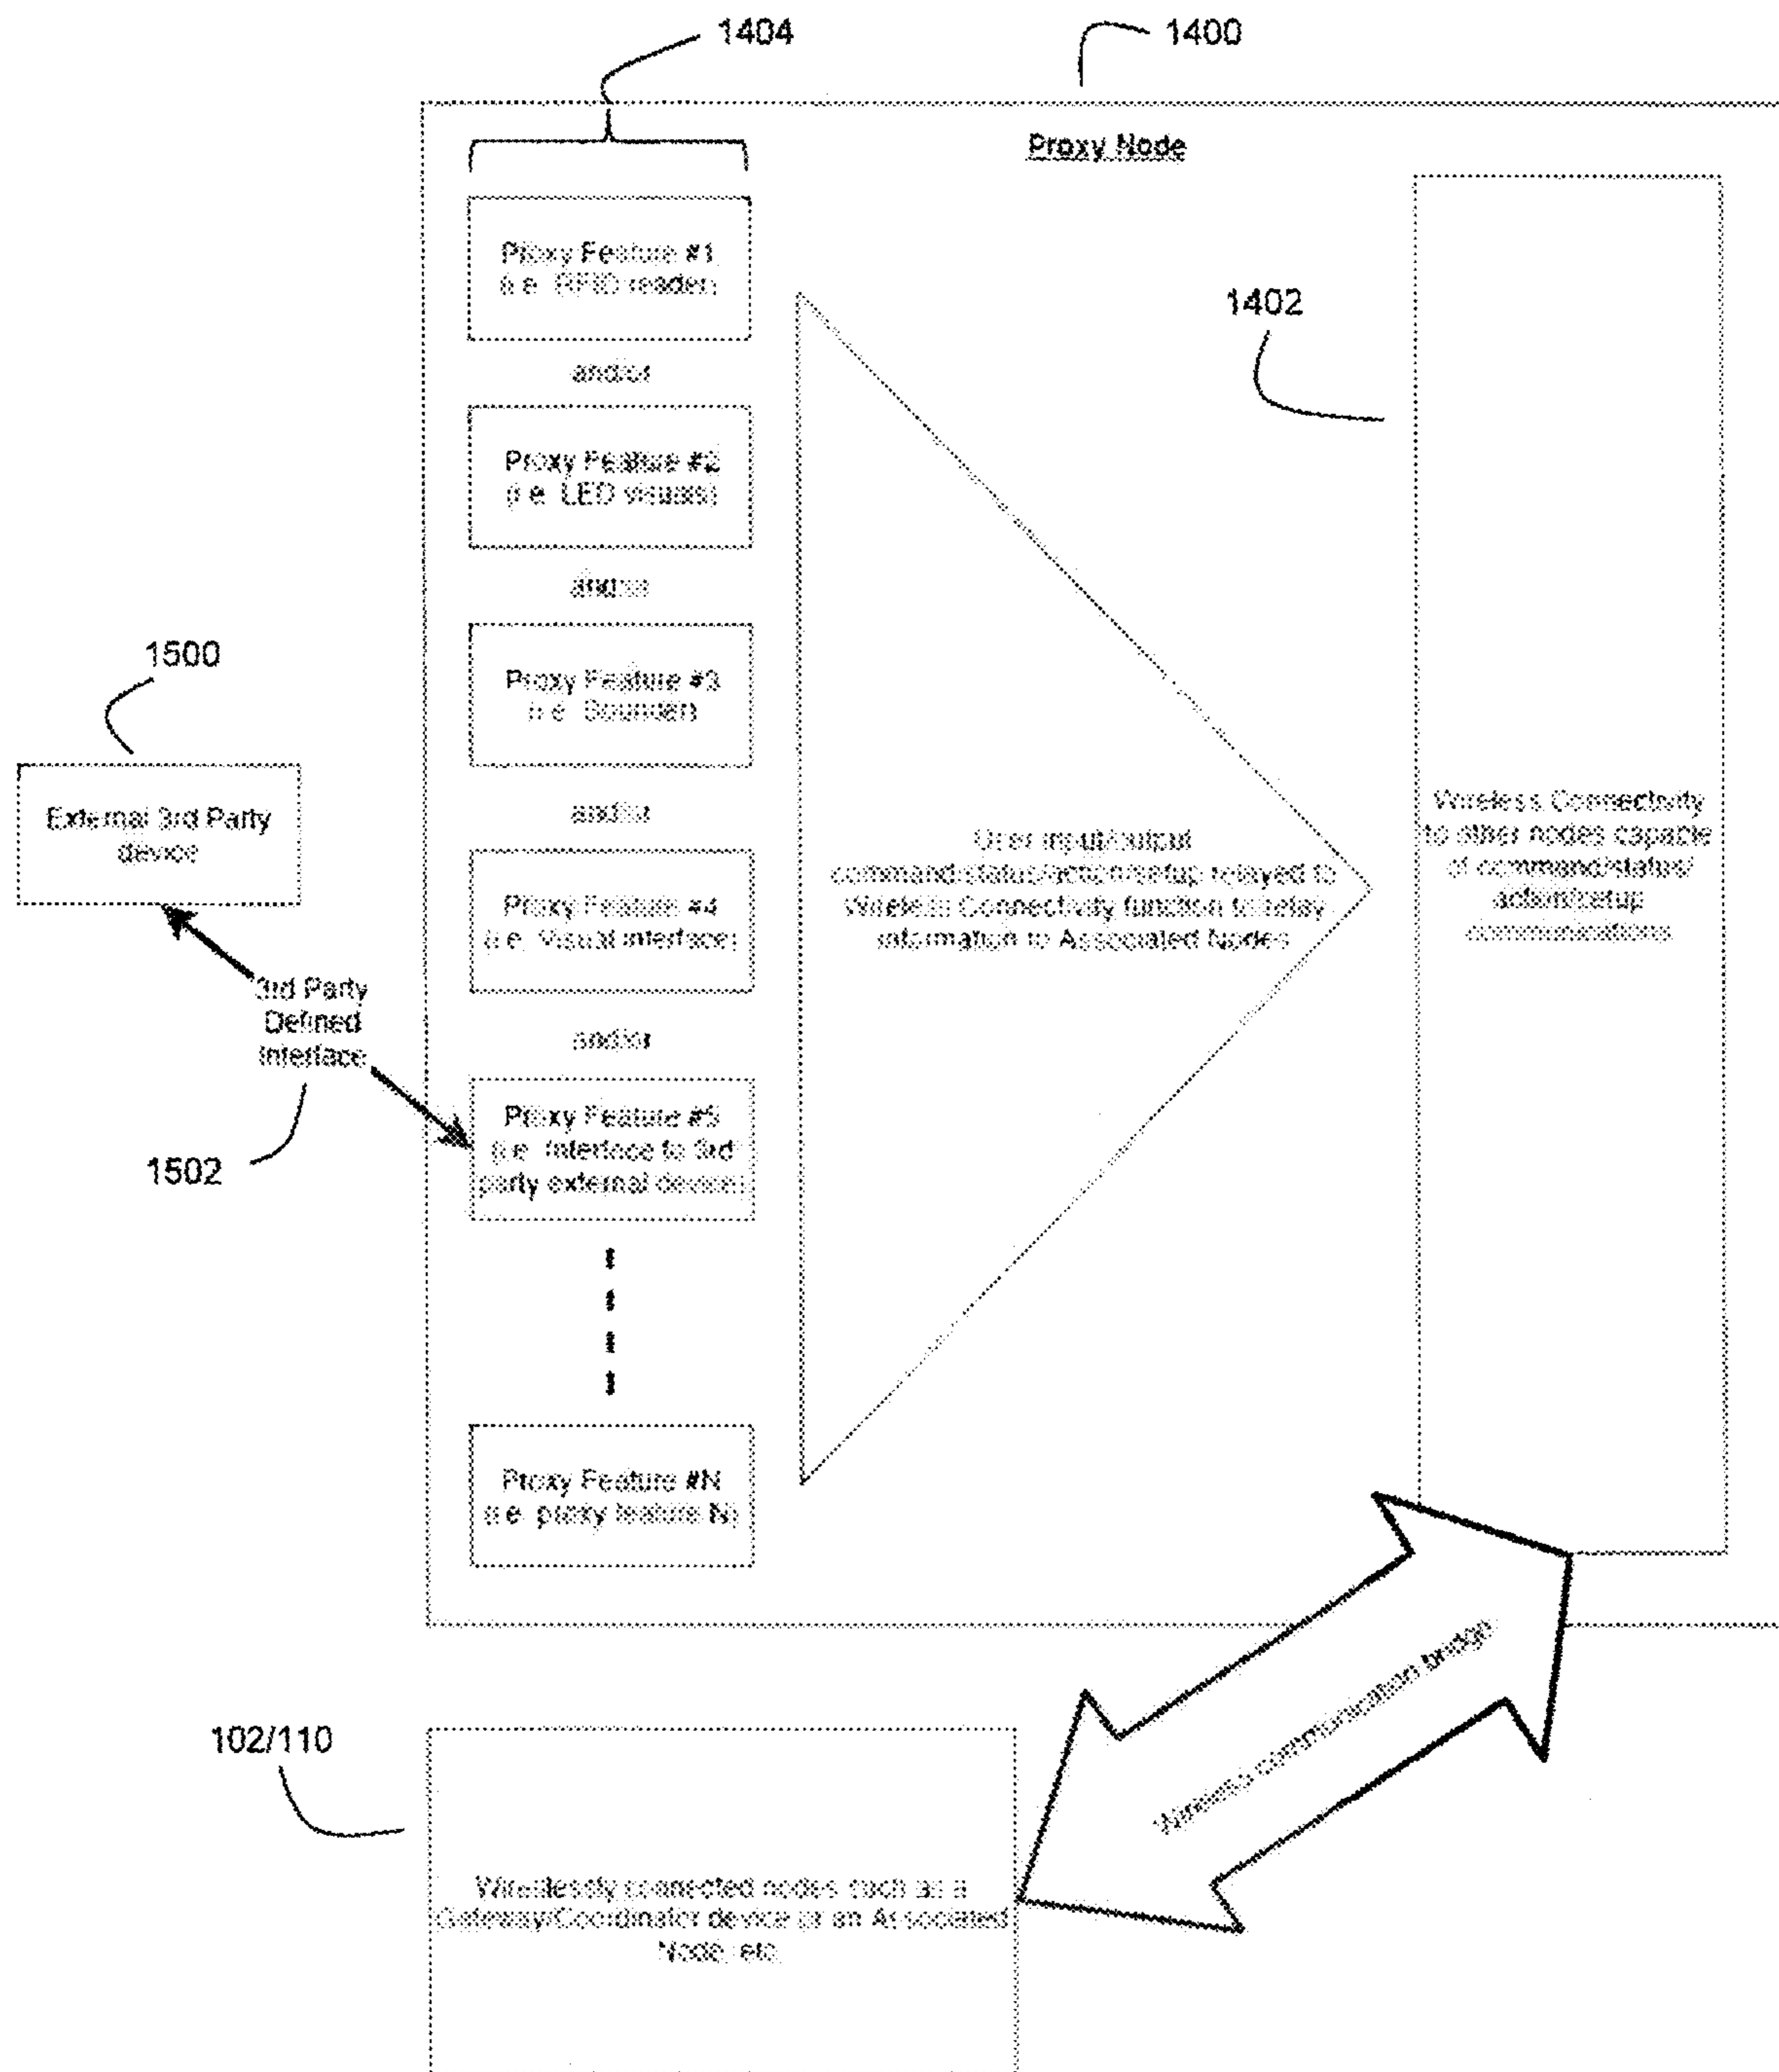 1404
1400
Proxy Node
Proxy Feature #1
(i.e. RFID reader)
1402
and/or
Proxy Feature #2
(i.e. LED visuals)
and/or
Proxy Feature #3
(i.e. Sounder)
1500
External 3rd Party
device
and/or
Proxy Feature #4
(i.e. Visual interface)
User input/output
command/status/action/setup relayed to
Wireless Connectivity function to relay
information to Associated Nodes
Wireless Connectivity
to other nodes capable
of command/status/
action/setup
communications
3rd Party
Defined
Interface
1502
and/or
Proxy Feature #5
(i.e. Interface to 3rd
party external device)
Proxy Feature #N
(i.e. proxy feature N)
Wireless communication bridge
102/110
Wirelessly connected nodes such as a
Gateway/Coordinator device or an Associated
Node, etc.